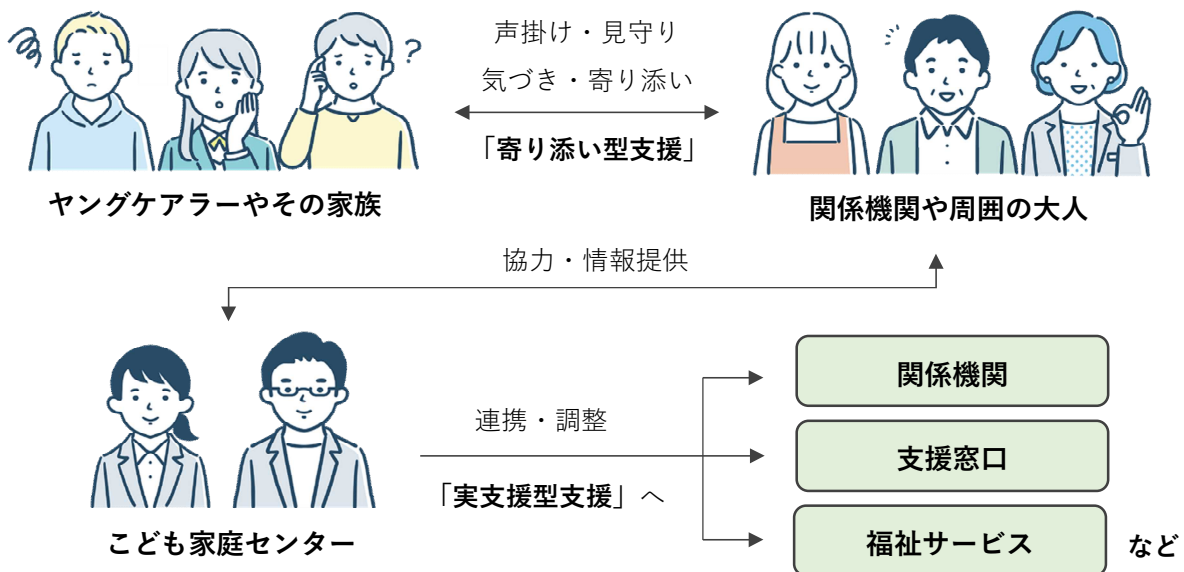 声掛け・見守り
気づき・寄り添い
「寄り添い型支援」
?
ヤングケアラーやその家族
関係機関や周囲の大人
協力・情報提供
連携・調整
「実支援型支援」へ
こども家庭センター
関係機関
支援窓口
福祉サービス
など